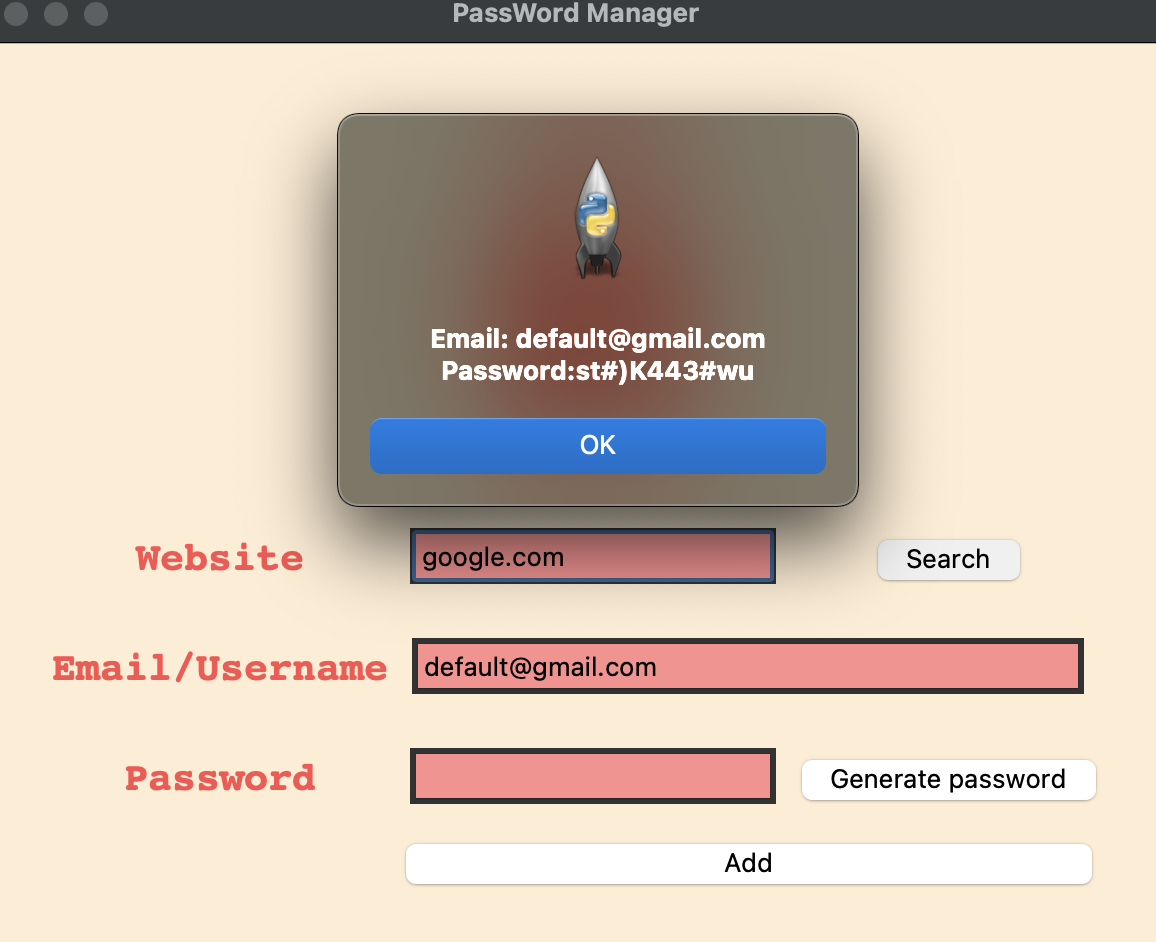 PassWord Manager
Email: default@gmail.com
Password:st#)K443#wu
OK
Website
google.com
Search
Email/Username
default@gmail.com
Password
Generate password
Add